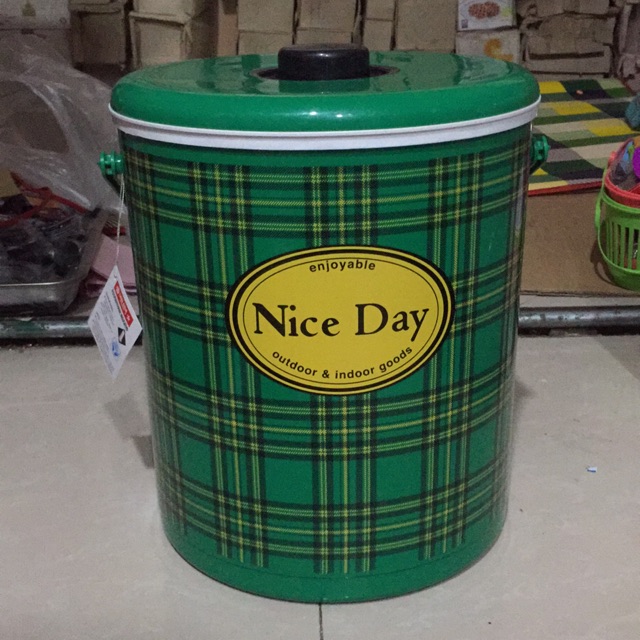 enjoyable
Nice Day
outdoor & indoor goods